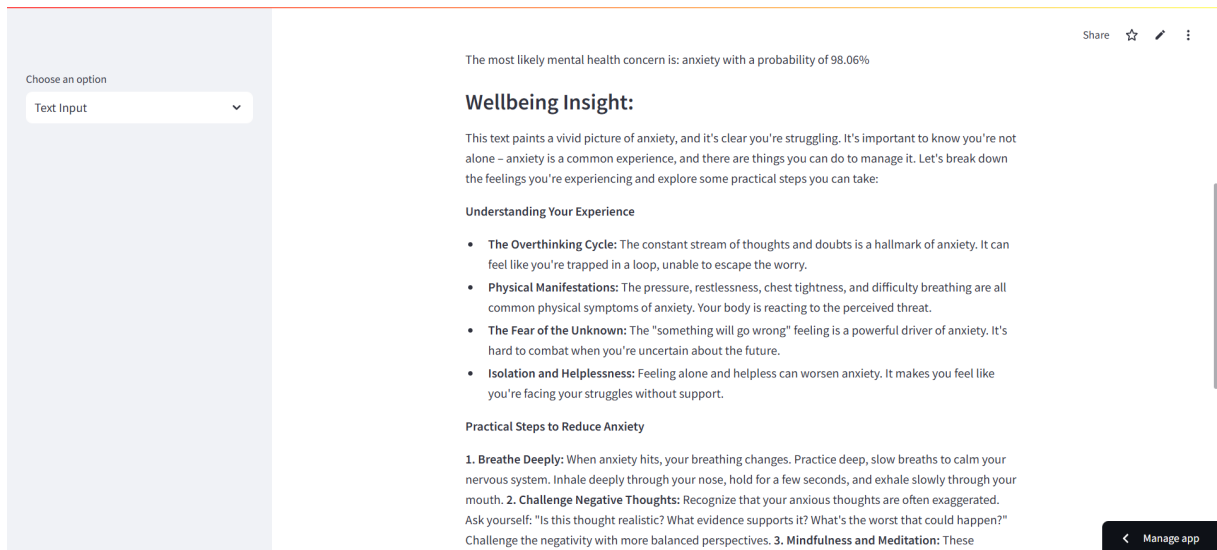 Share
Choose an option
Text Input
The most likely mental health concern is: anxiety with a probability of 98.06%
Wellbeing Insight:
This text paints a vivid picture of anxiety, and it's clear you're struggling. It's important to know you're not
alone – anxiety is a common experience, and there are things you can do to manage it. Let's break down
the feelings you're experiencing and explore some practical steps you can take:
Understanding Your Experience
• The Overthinking Cycle: The constant stream of thoughts and doubts is a hallmark of anxiety. It can
feel like you're trapped in a loop, unable to escape the worry.
• Physical Manifestations: The pressure, restlessness, chest tightness, and difficulty breathing are all
common physical symptoms of anxiety. Your body is reacting to the perceived threat.
• The Fear of the Unknown: The "something will go wrong" feeling is a powerful driver of anxiety. It's
hard to combat when you're uncertain about the future.
• Isolation and Helplessness: Feeling alone and helpless can worsen anxiety. It makes you feel like
you're facing your struggles without support.
Practical Steps to Reduce Anxiety
1. Breathe Deeply: When anxiety hits, your breathing changes. Practice deep, slow breaths to calm your
nervous system. Inhale deeply through your nose, hold for a few seconds, and exhale slowly through your
mouth. 2. Challenge Negative Thoughts: Recognize that your anxious thoughts are often exaggerated.
Ask yourself: "Is this thought realistic? What evidence supports it? What's the worst that could happen?"
Challenge the negativity with more balanced perspectives. 3. Mindfulness and Meditation: These
Manage app